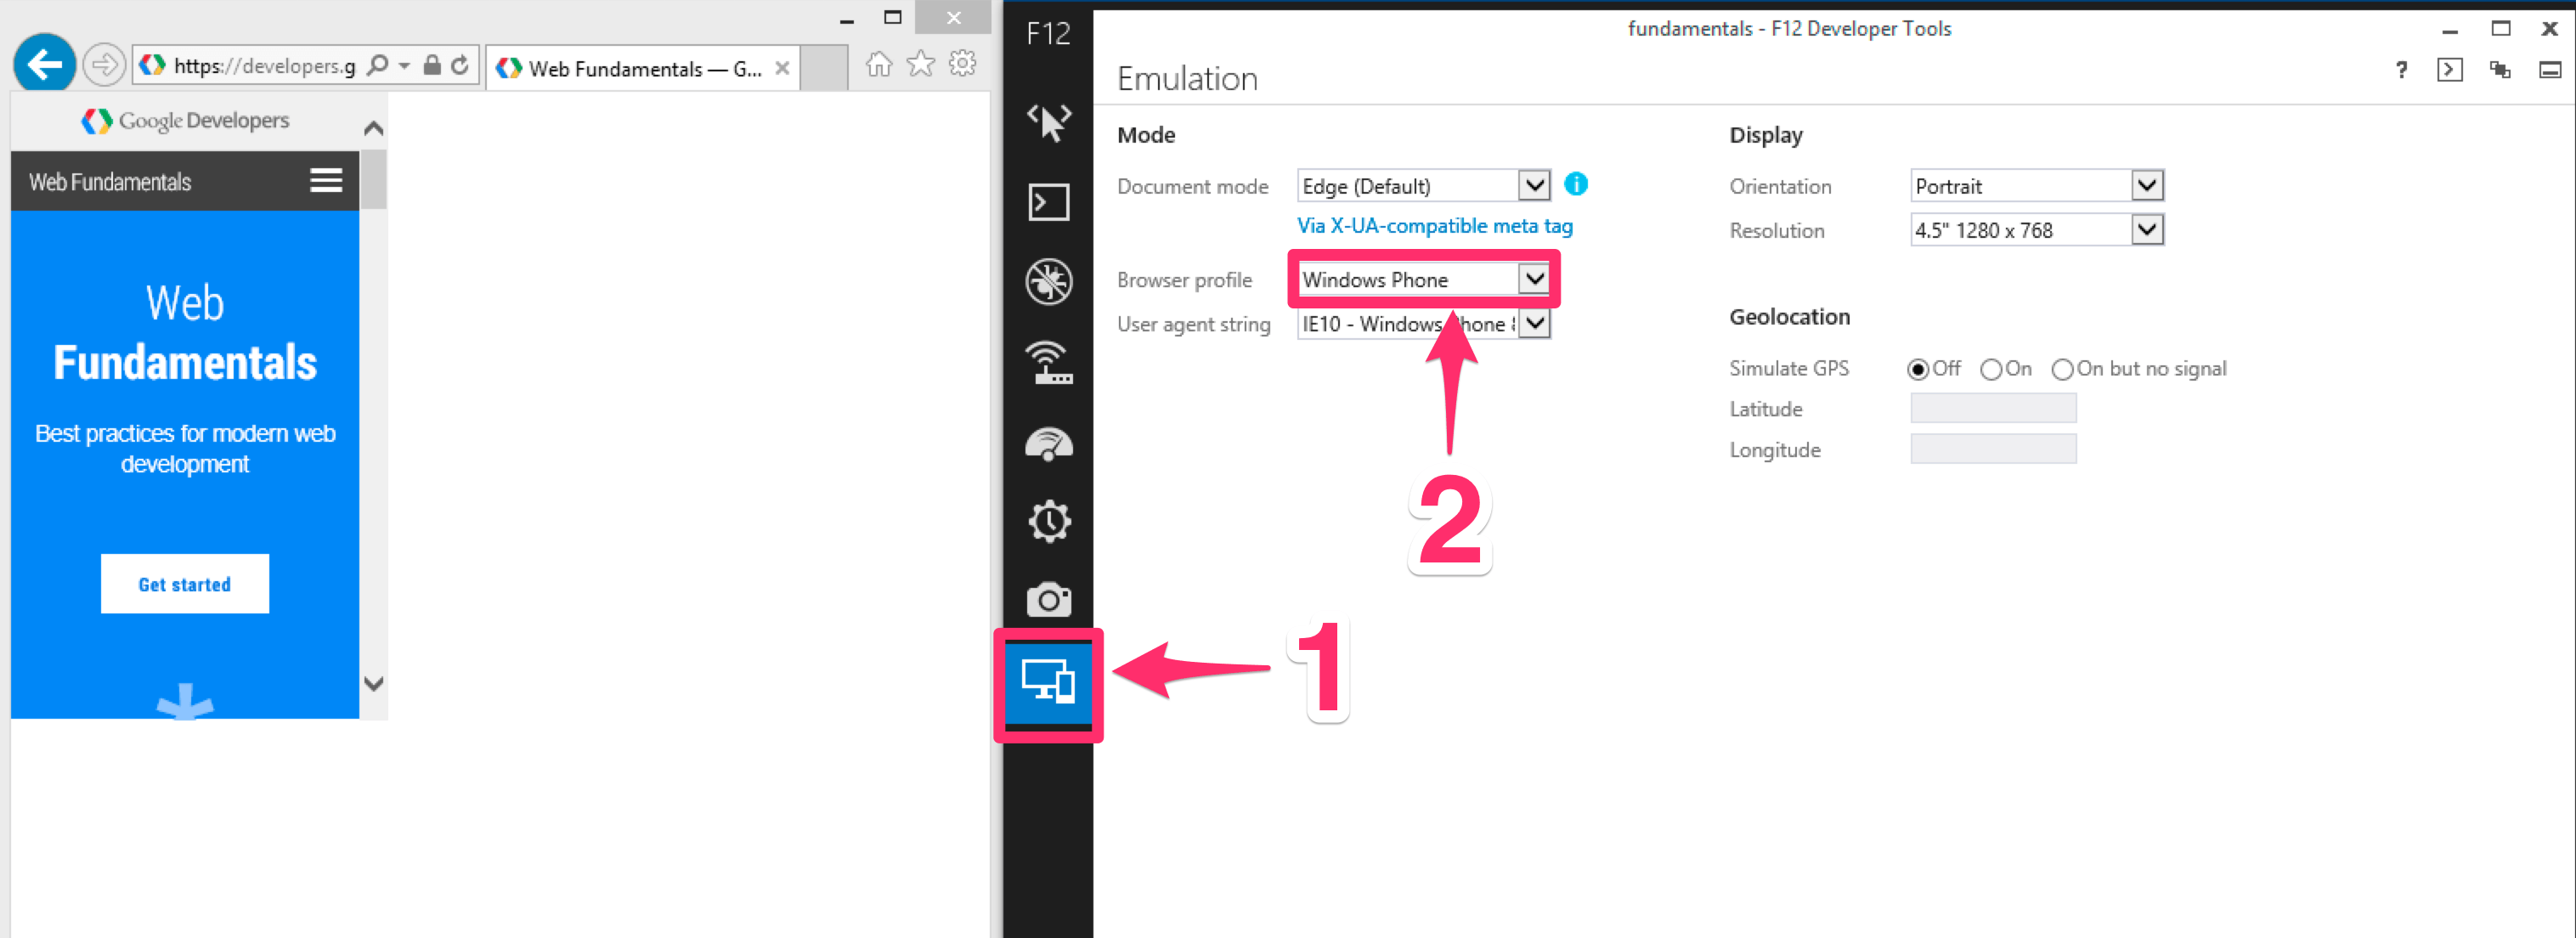 https://developers.g
Web Fundamentals — G...
Google Developers
Web Fundamentals
Web
Fundamentals
Best practices for modern web
development
Get started
F12
fundamentals - F12 Developer Tools
?
Emulation
Mode
Document mode
Edge (Default)
i
Via X-UA-compatible meta tag
Browser profile
Windows Phone
User agent string
IE10 - Windows Phone
2
1
Display
Orientation
Portrait
Resolution
4.5" 1280 x 768
Geolocation
Simulate GPS
Off
On
On but no signal
Latitude
Longitude